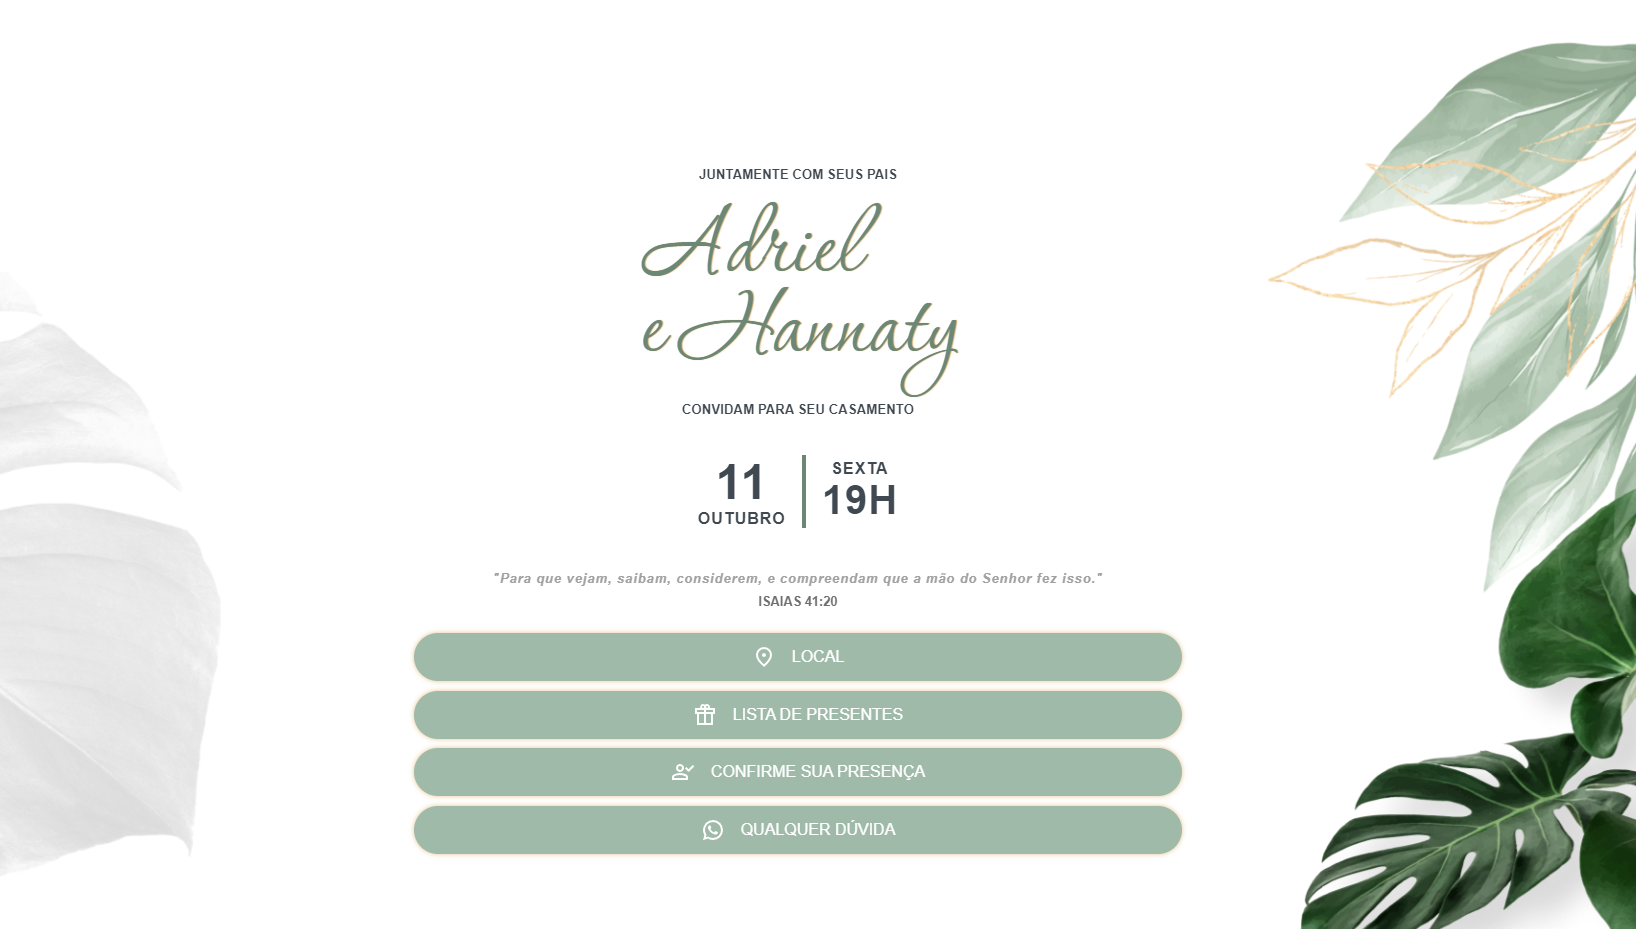 JUNTAMENTE COM SEUS PAIS
Adriel
e Hannaty
CONVIDAM PARA SEU CASAMENTO
11
OUTUBRO
SEXTA
19H
"Para que vejam, saibam, considerem, e compreendam que a mão do Senhor fez isso."
ISAIAS 41:20
LOCAL
LISTA DE PRESENTES
CONFIRME SUA PRESENÇA
QUALQUER DÚVIDA